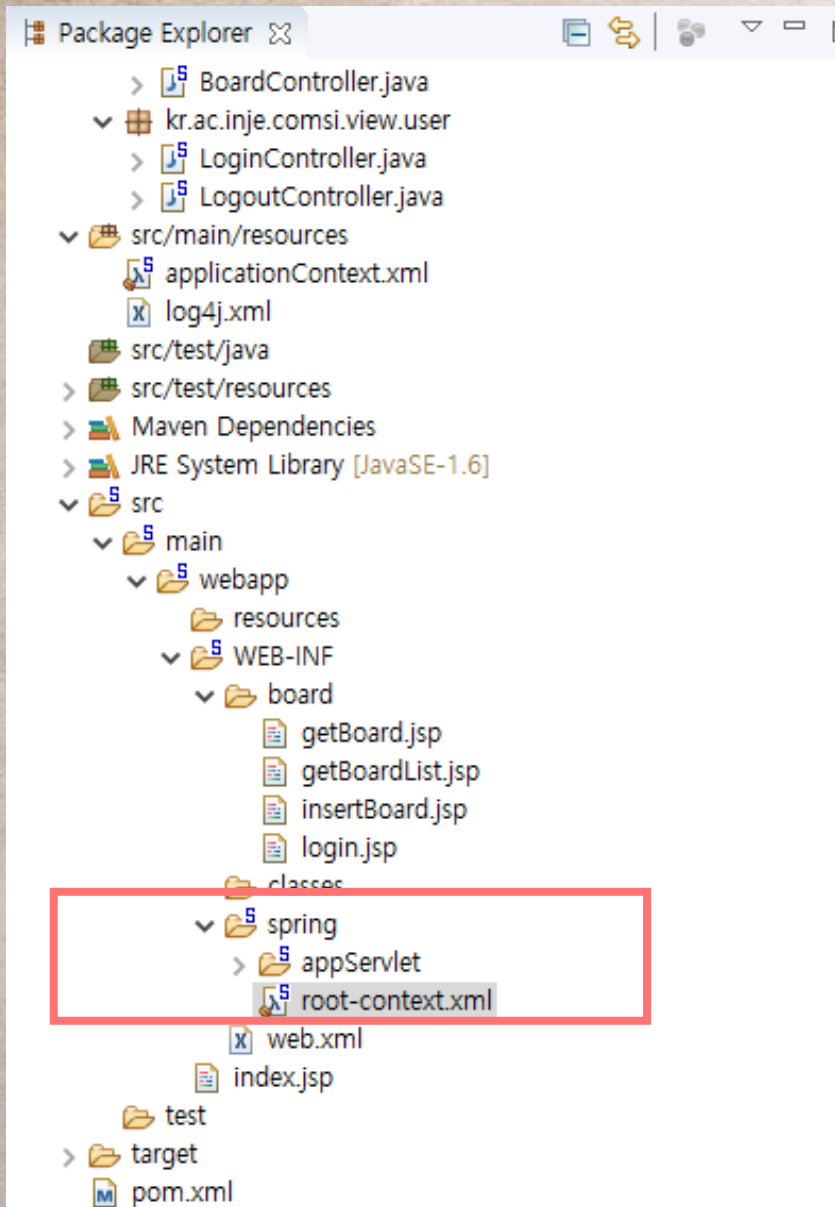 Package Explorer
BoardController.java
kr.ac.inje.comsi.view.user
LoginController.java
LogoutController.java
src/main/resources
applicationContext.xml
log4j.xml
src/test/java
src/test/resources
Maven Dependencies
JRE System Library [JavaSE-1.6]
src
main
webapp
resources
WEB-INF
board
getBoard.jsp
getBoardList.jsp
insertBoard.jsp
login.jsp
classes
spring
appServlet
root-context.xml
web.xml
index.jsp
test
target
pom.xml